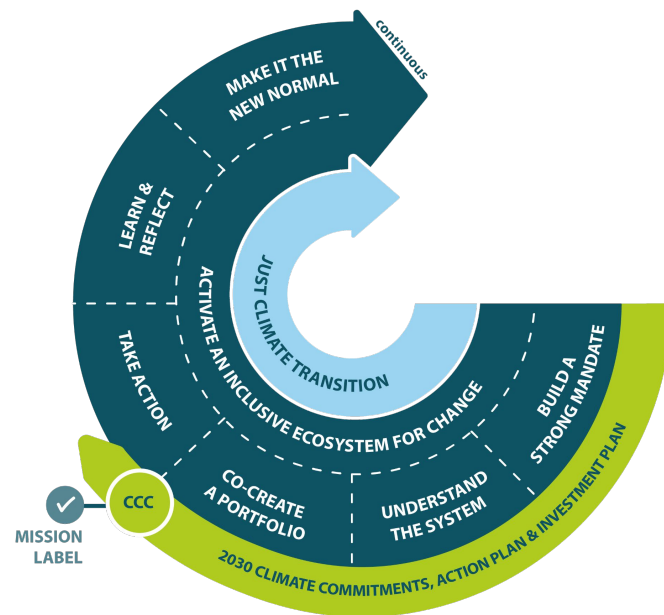 continuous
MAKE IT THE
NEW NORMAL
LEARN &
REFLECT
TAKE ACTION
CO-CREATE
A PORTFOLIO
UNDERSTAND
THE SYSTEM
BUILD A
STRONG MANDATE
ACTIVATE AN INCLUSIVE ECOSYSTEM FOR CHANGE
JUST CLIMATE TRANSITION
CCC
MISSION
LABEL
2030 CLIMATE COMMITMENTS, ACTION PLAN & INVESTMENT PLAN